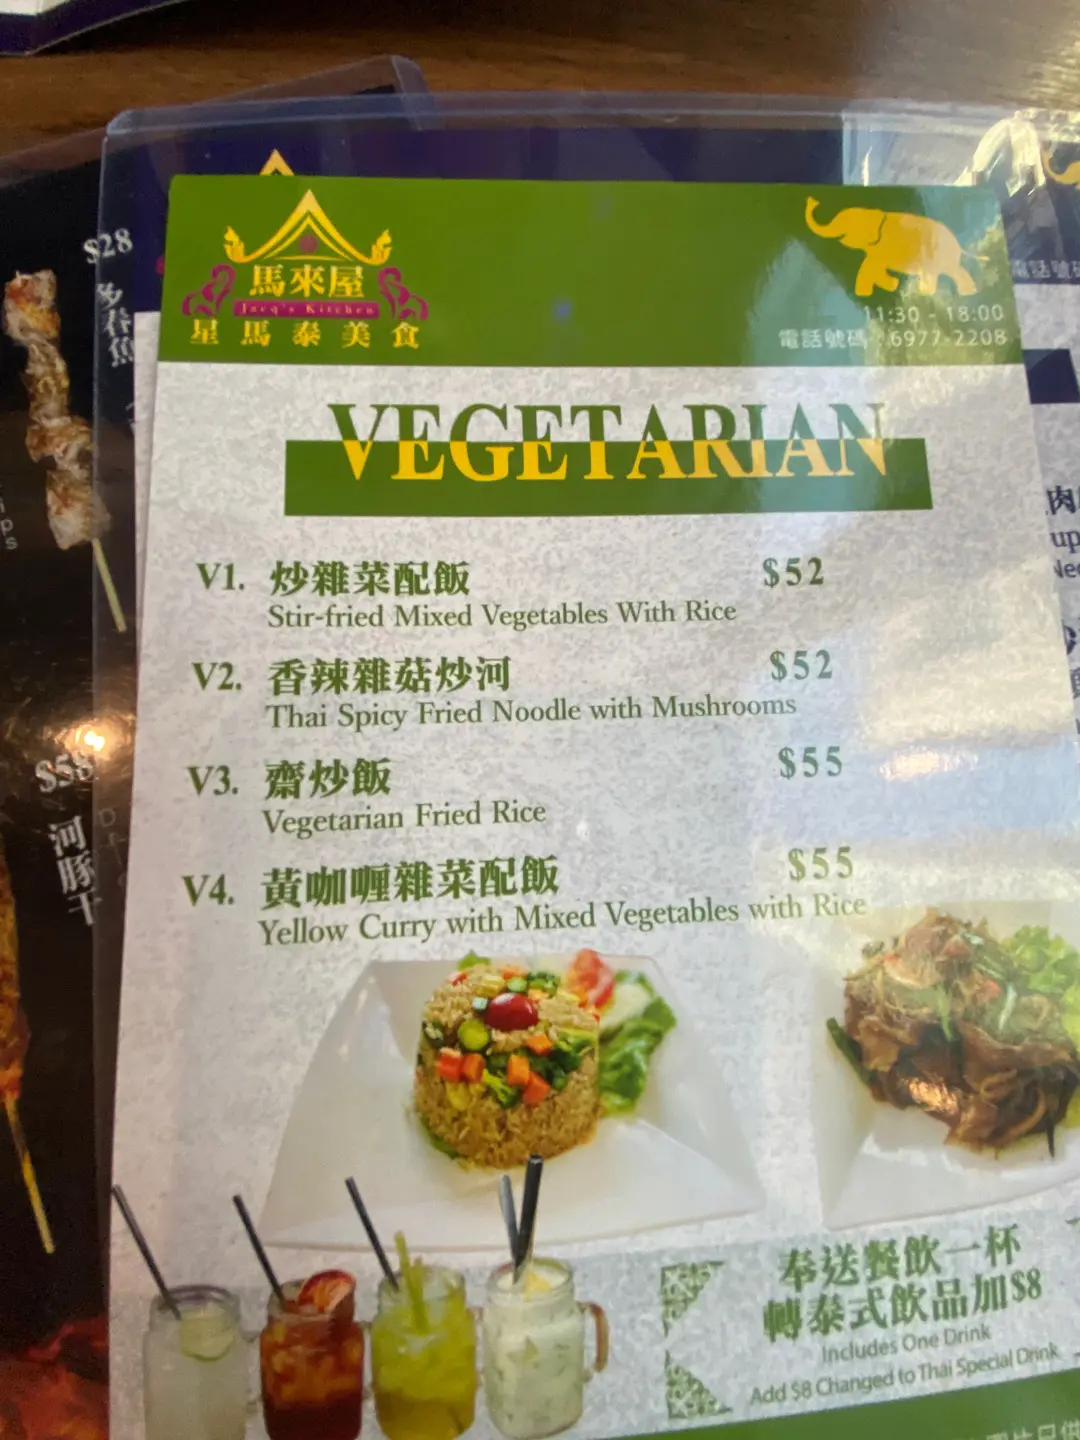 $28
多春魚
馬來屋
Jacq's Kitchen
星馬泰美食
11:30 - 18:00
電話號碼：6977-2208
VEGETARIAN
V1. 炒雜菜配飯 $52
Stir-fried Mixed Vegetables With Rice
V2. 香辣雜菇炒河 $52
Thai Spicy Fried Noodle with Mushrooms
V3. 齋炒飯 $55
Vegetarian Fried Rice
V4. 黃咖喱雜菜配飯 $55
Yellow Curry with Mixed Vegetables with Rice
$58
河豚干
奉送餐飲一杯
轉泰式飲品加$8
Includes One Drink
Add $8 Changed to Thai Special Drink